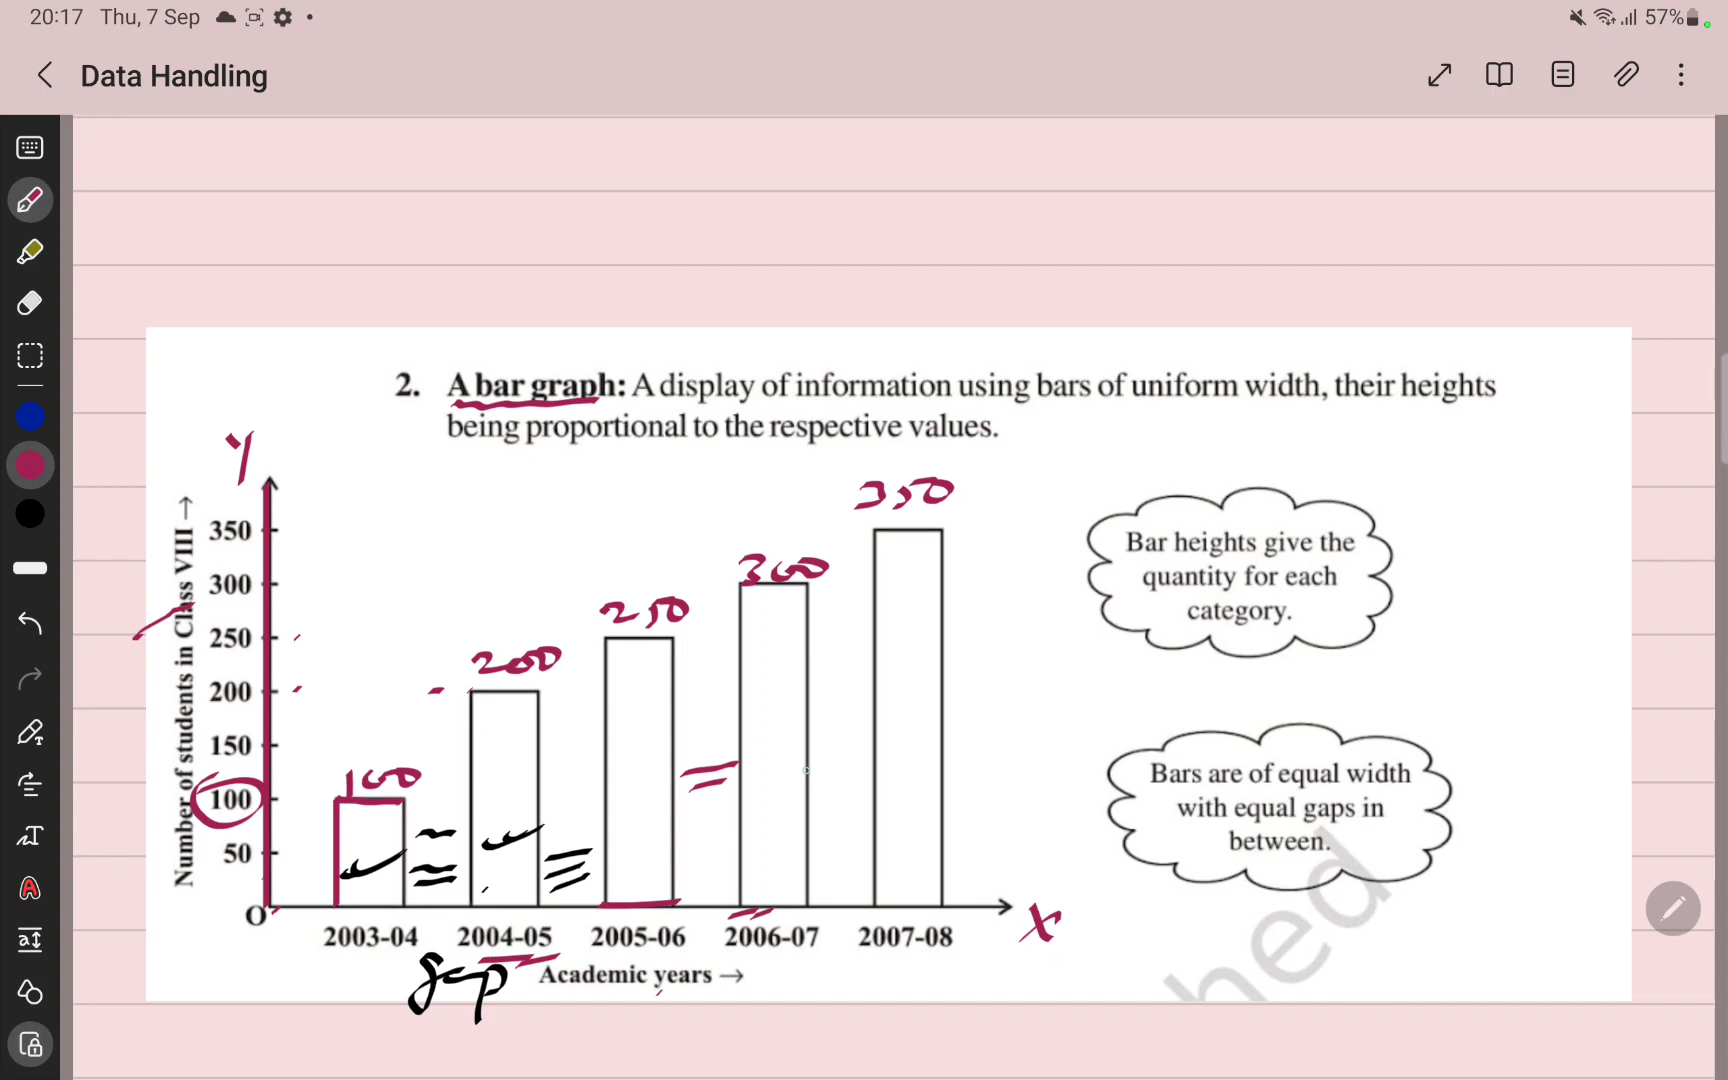 20:17 Thu, 7 Sep
57%
Data Handling
2. A bar graph: A display of information using bars of uniform width, their heights
being proportional to the respective values.
Y
Number of students in Class VIII →
350
300
250
200
150
100
50
O
100
200
250
300
350
2003-04 2004-05 2005-06 2006-07 2007-08
X
gap
Academic years →
Bar heights give the
quantity for each
category.
Bars are of equal width
with equal gaps in
between.
hed